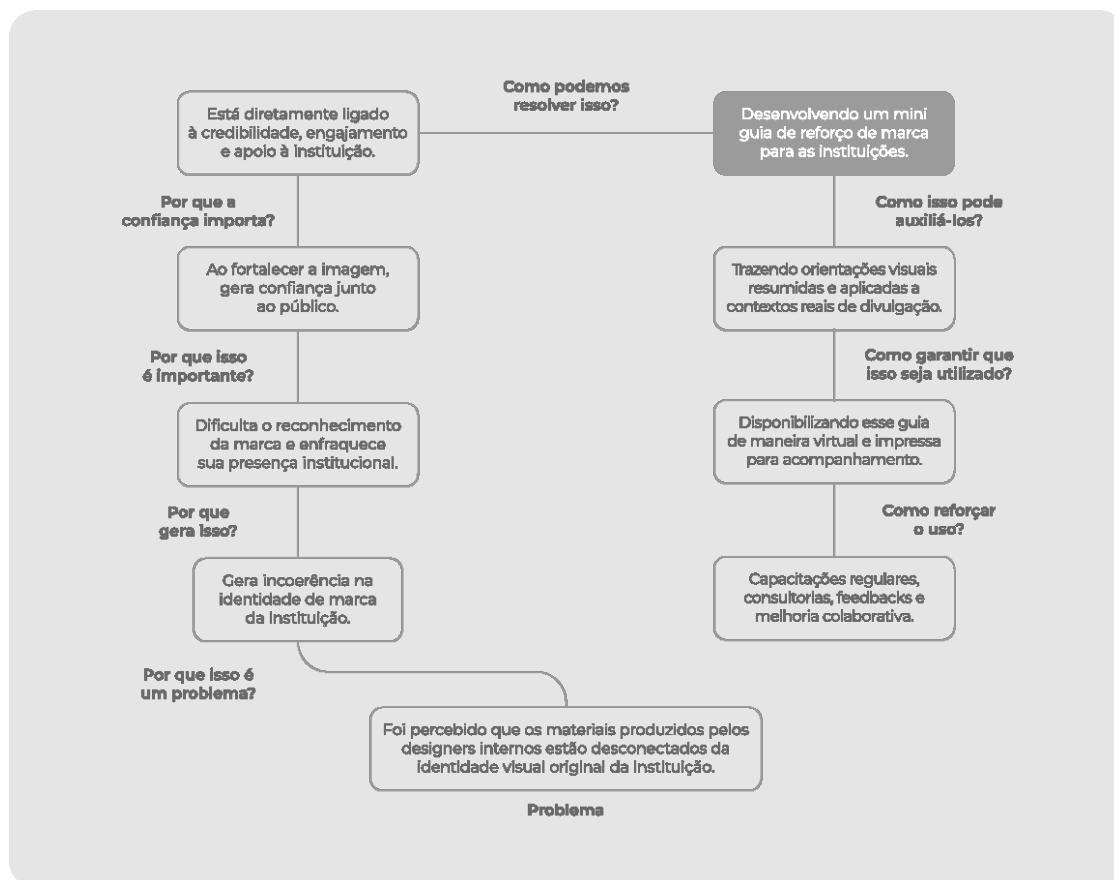 Como podemos
resolver isso?
Está diretamente ligado
à credibilidade, engajamento
e apoio à instituição.
Desenvolvendo um mini
guia de reforço de marca
para as instituições.
Por que a
confiança importa?
Como isso pode
auxiliá-los?
Ao fortalecer a imagem,
gera confiança junto
ao público.
Trazendo orientações visuais
resumidas e aplicadas a
contextos reais de divulgação.
Por que isso
é importante?
Como garantir que
isso seja utilizado?
Dificulta o reconhecimento
da marca e enfraquece
sua presença institucional.
Disponibilizando esse guia
de maneira virtual e impressa
para acompanhamento.
Por que
gera isso?
Como reforçar
o uso?
Gera incoerência na
identidade de marca
da instituição.
Capacitações regulares,
consultorias, feedbacks e
melhoria colaborativa.
Por que isso é
um problema?
Foi percebido que os materiais produzidos pelos
designers internos estão desconectados da
identidade visual original da instituição.
Problema